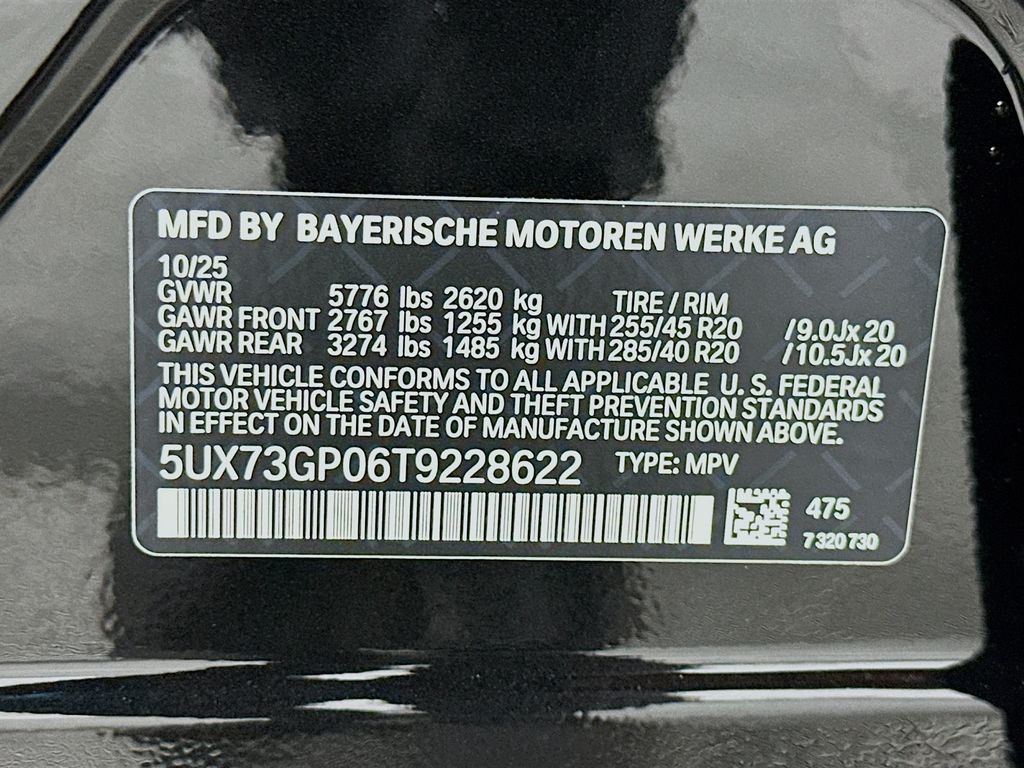 MFD BY BAYERISCHE MOTOREN WERKE AG
10/25
GVWR 5776 lbs 2620 kg TIRE / RIM
GAWR FRONT 2767 lbs 1255 kg WITH 255/45 R20 /9.0Jx 20
GAWR REAR 3274 lbs 1485 kg WITH 285/40 R20 /10.5Jx 20
THIS VEHICLE CONFORMS TO ALL APPLICABLE U. S. FEDERAL
MOTOR VEHICLE SAFETY AND THEFT PREVENTION STANDARDS
IN EFFECT ON THE DATE OF MANUFACTURE SHOWN ABOVE.
5UX73GP06T9228622 TYPE: MPV
475
7320730